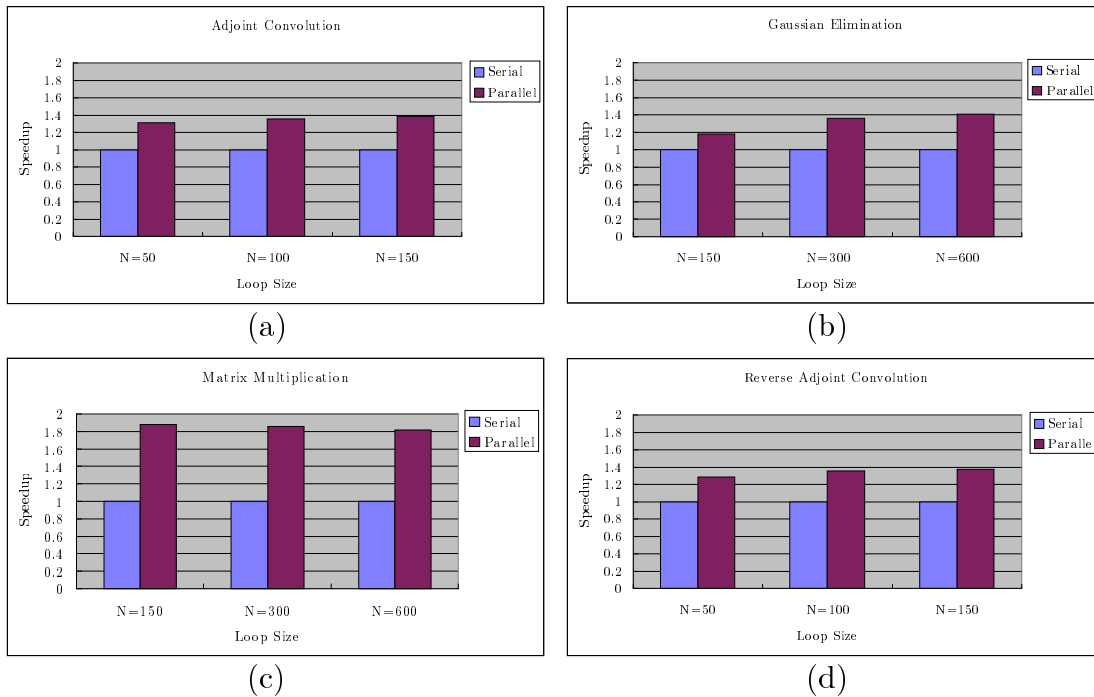 Adjoint Convolution
Speedup
2
1.8
1.6
1.4
1.2
1
0.8
0.6
0.4
0.2
0
N=50 N=100 N=150
Loop Size
Serial
Parallel
(a)
Gaussian Elimination
Speedup
2
1.8
1.6
1.4
1.2
1
0.8
0.6
0.4
0.2
0
N=150 N=300 N=600
Loop Size
Serial
Parallel
(b)
Matrix Multiplication
Speedup
2
1.8
1.6
1.4
1.2
1
0.8
0.6
0.4
0.2
0
N=150 N=300 N=600
Loop Size
Serial
Parallel
(c)
Reverse Adjoint Convolution
Speedup
2
1.8
1.6
1.4
1.2
1
0.8
0.6
0.4
0.2
0
N=50 N=100 N=150
Loop Size
Serial
Parallel
(d)